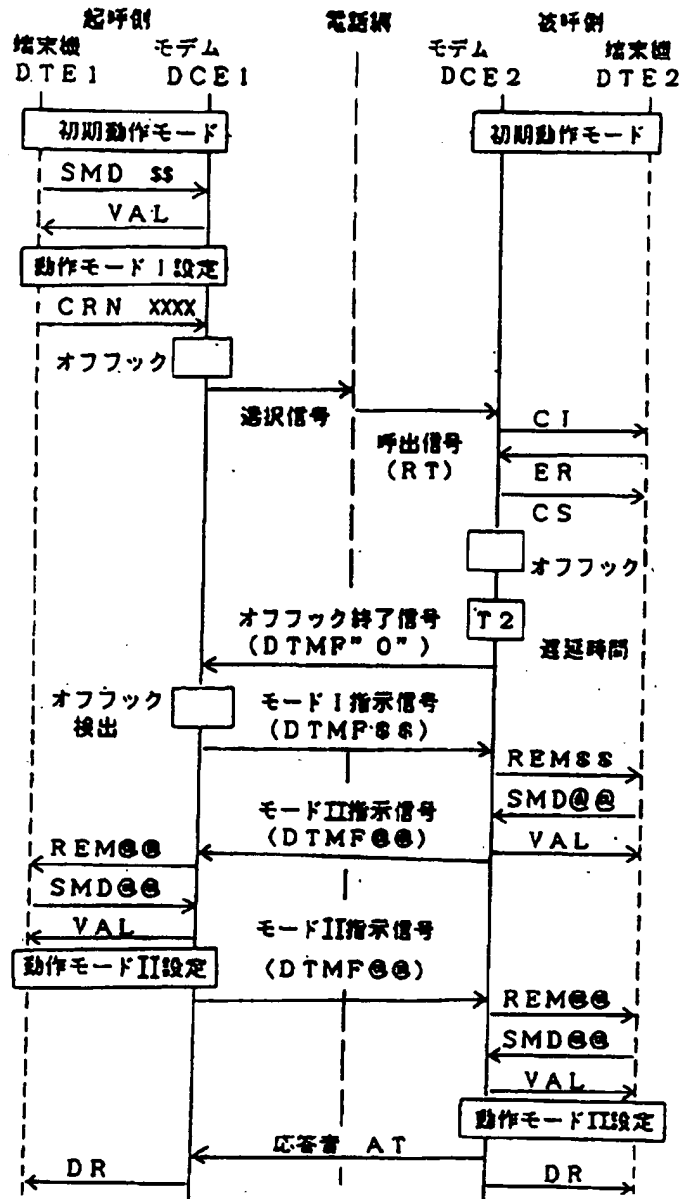 起呼側 電話網 被呼側
端末機 モデム モデム 端末機
DTE1 DCE1 DCE2 DTE2
初期動作モード 初期動作モード
SMD $$
VAL
動作モードI設定
CRN XXXX
オフフック
選択信号
CI
呼出信号
(RT)
ER
CS
オフフック
オフフック終了信号 T2
(DTMF"0") 遅延時間
オフフック モードI指示信号
検出 (DTMF$$)
REM$$
モードII指示信号 SMD@@
(DTMF@@) VAL
REM@@
SMD@@
VAL モードII指示信号
動作モードII設定 (DTMF@@)
REM@@
SMD@@
VAL
動作モードII設定
応答音 AT
DR DR